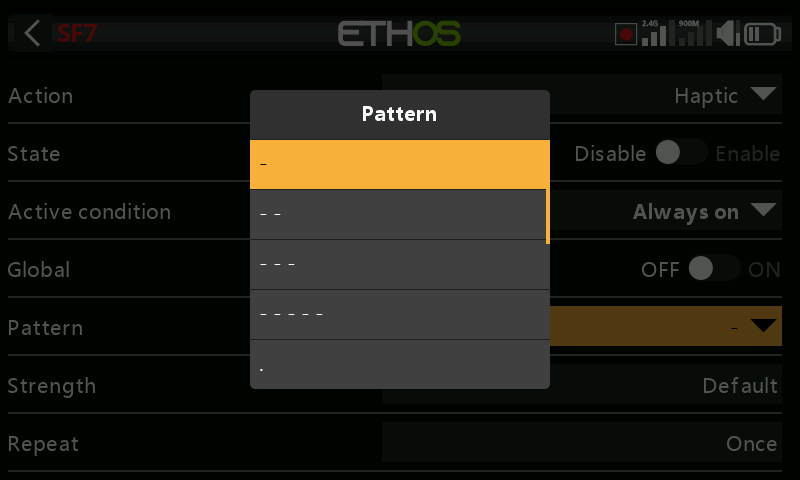 SF7
ETHOS
2.4G
900M
Action
Haptic
State
Disable Enable
Active condition
Always on
Global
OFF ON
Pattern
-
Strength
Default
Repeat
Once
Pattern
-
- -
- - -
- - - - -
.